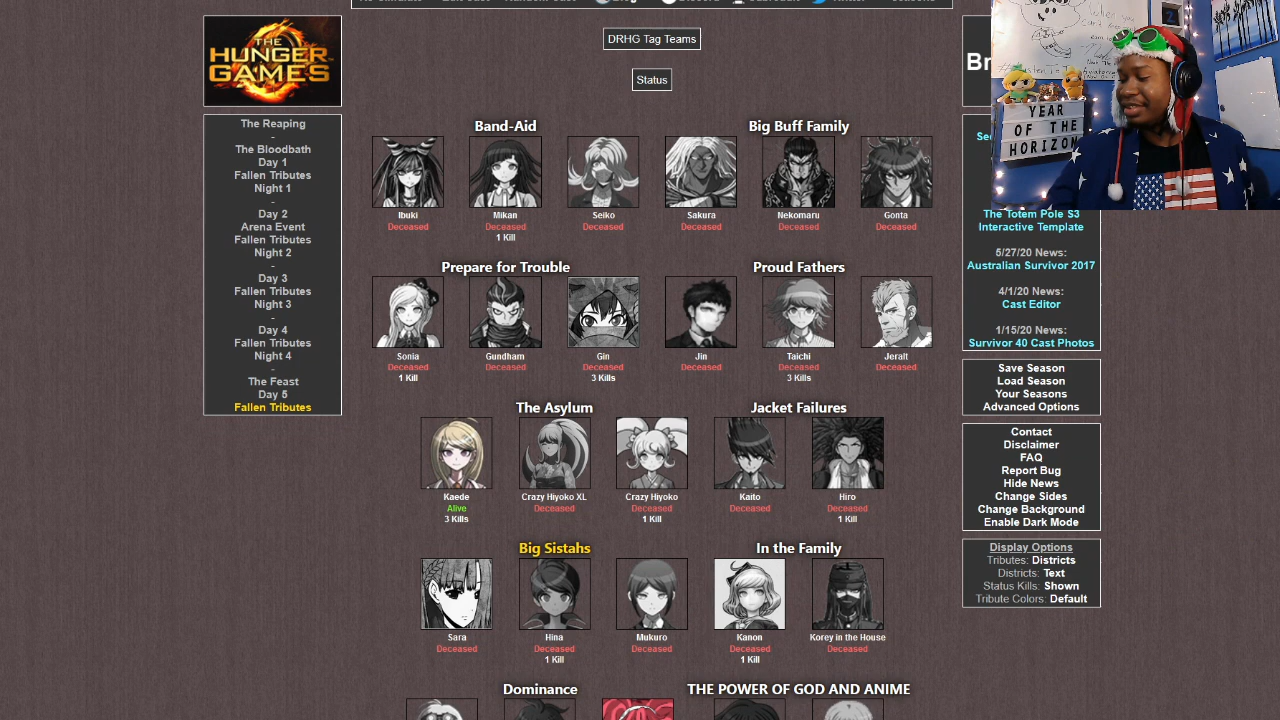 THE
HUNGER
GAMES
The Reaping
-
The Bloodbath
Day 1
Fallen Tributes
Night 1
-
Day 2
Arena Event
Fallen Tributes
Night 2
-
Day 3
Fallen Tributes
Night 3
-
Day 4
Fallen Tributes
Night 4
-
The Feast
Day 5
Fallen Tributes
DRHG Tag Teams
Status
Band-Aid
Big Buff Family
Ibuki Mikan Seiko Sakura Nekomaru Gonta
Deceased Deceased Deceased Deceased Deceased Deceased
1 Kill
Prepare for Trouble
Proud Fathers
Sonia Gundham Gin Jin Taichi Jeralt
Deceased Deceased Deceased Deceased Deceased Deceased
1 Kill 3 Kills 3 Kills
The Asylum
Jacket Failures
Kaede Crazy Hiyoko XL Crazy Hiyoko Kaito Hiro
Alive Deceased Deceased Deceased Deceased
3 Kills 1 Kill 1 Kill
Big Sistahs
In the Family
Sara Hina Mukuro Kanon Korey in the House
Deceased Deceased Deceased Deceased Deceased
1 Kill 1 Kill
Dominance
THE POWER OF GOD AND ANIME
YEAR
OF THE
HORIZON
2
The Totem Pole S3
Interactive Template
5/27/20 News:
Australian Survivor 2017
4/1/20 News:
Cast Editor
1/15/20 News:
Survivor 40 Cast Photos
Save Season
Load Season
Your Seasons
Advanced Options
Contact
Disclaimer
FAQ
Report Bug
Hide News
Change Sides
Change Background
Enable Dark Mode
Display Options
Tributes: Districts
Districts: Text
Status Kills: Shown
Tribute Colors: Default